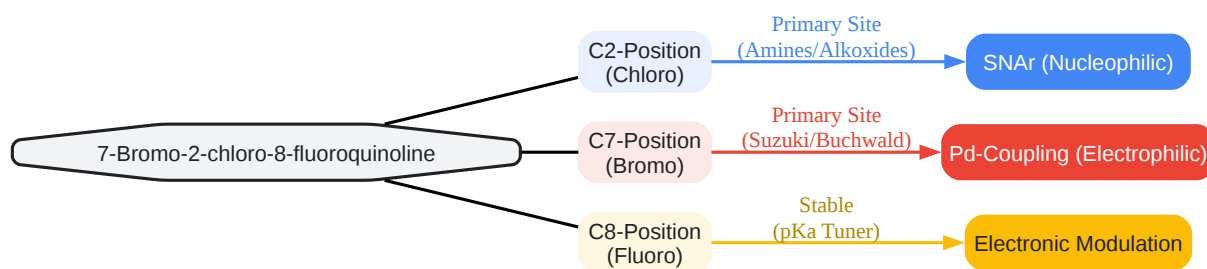 7-Bromo-2-chloro-8-fluoroquinoline
C2-Position
(Chloro)
Primary Site
(Amines/Alkoxides)
SNAr (Nucleophilic)
C7-Position
(Bromo)
Primary Site
(Suzuki/Buchwald)
Pd-Coupling (Electrophilic)
C8-Position
(Fluoro)
Stable
(pKa Tuner)
Electronic Modulation